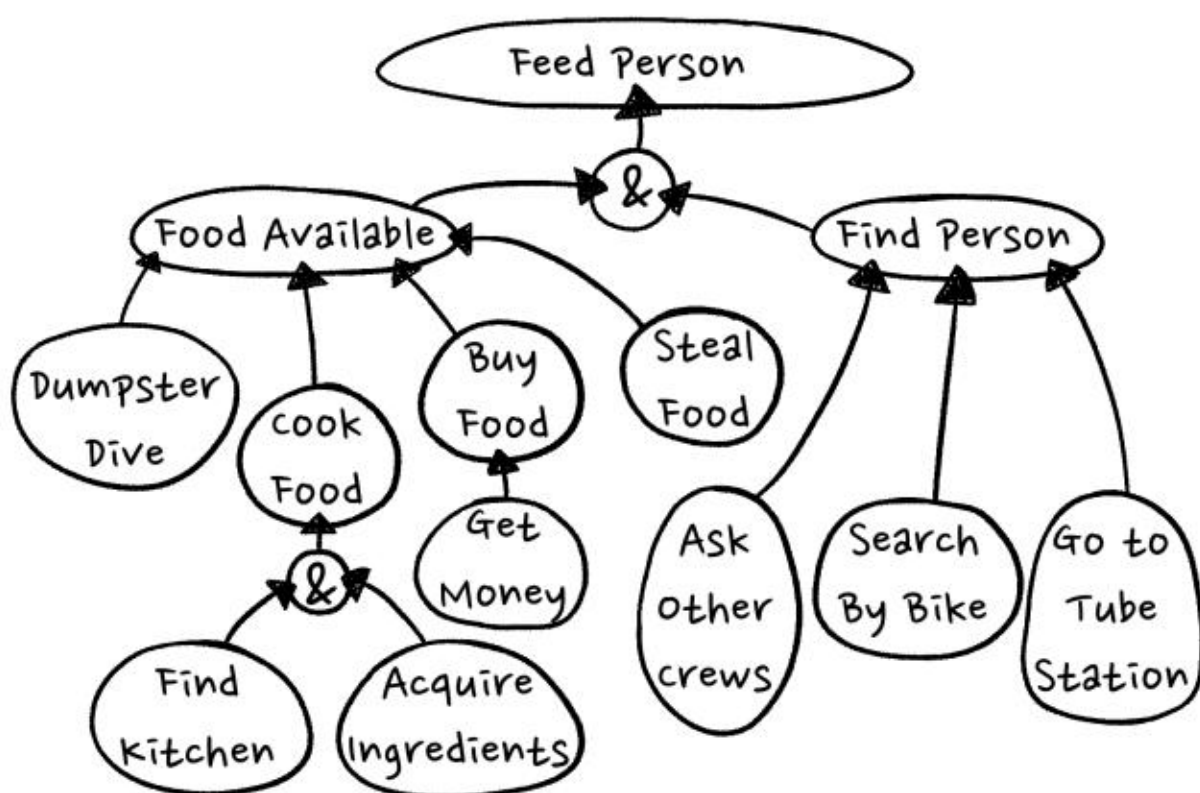 Feed Person
&
Food Available
Find Person
Dumpster
Dive
Cook
Food
Buy
Food
Steal
Food
Get
Money
&
Find
Kitchen
Acquire
Ingredients
Ask
Other
Crews
Search
By Bike
Go to
Tube
Station